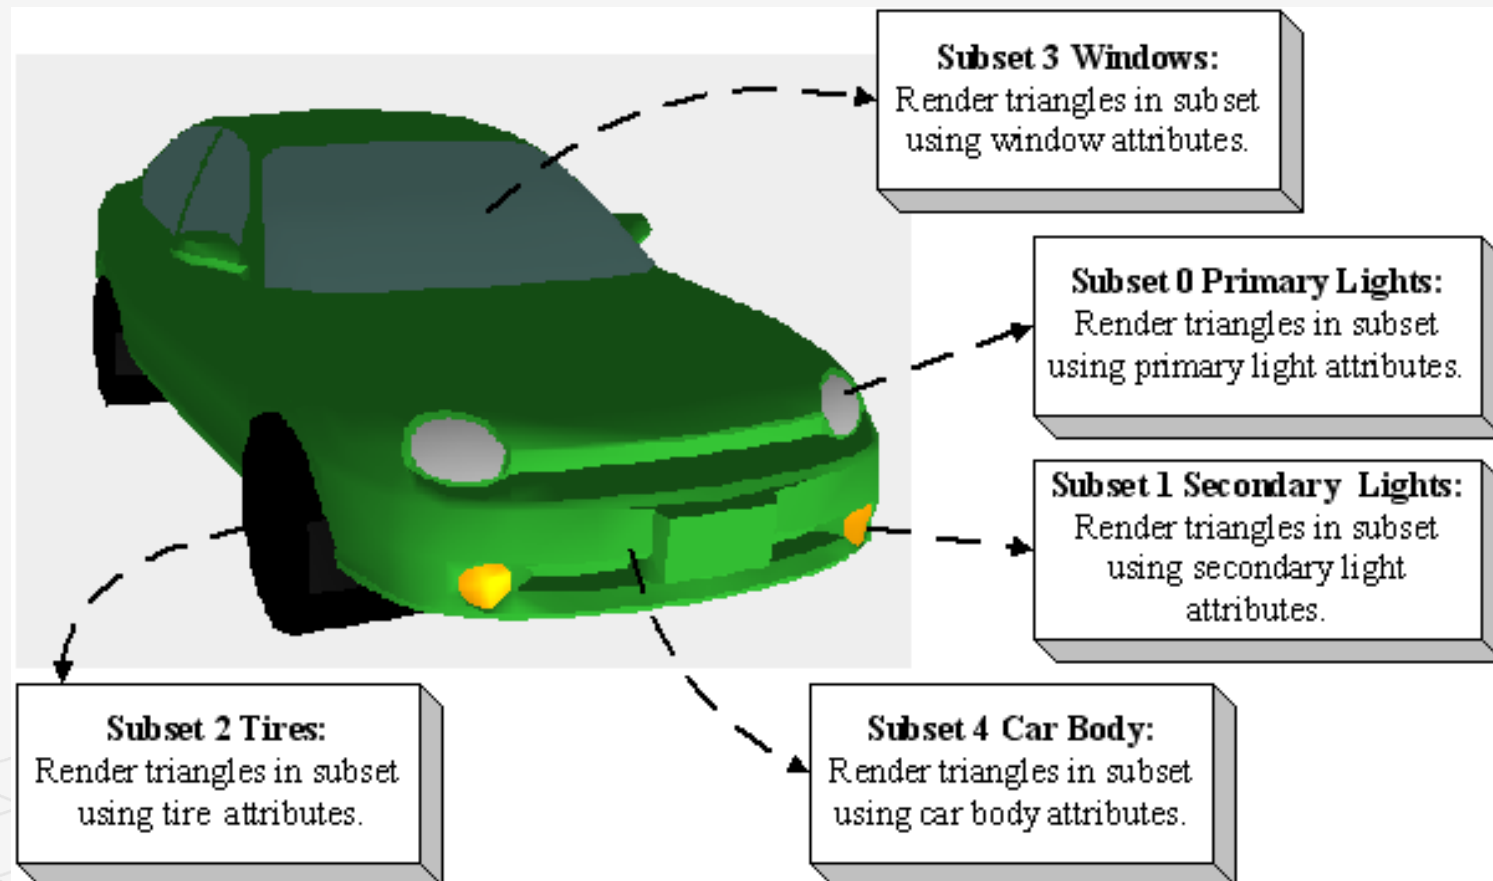 Subset 3 Windows:
Render triangles in subset
using window attributes.
Subset 0 Primary Lights:
Render triangles in subset
using primary light attributes.
Subset 1 Secondary Lights:
Render triangles in subset
using secondary light
attributes.
Subset 2 Tires:
Render triangles in subset
using tire attributes.
Subset 4 Car Body:
Render triangles in subset
using car body attributes.